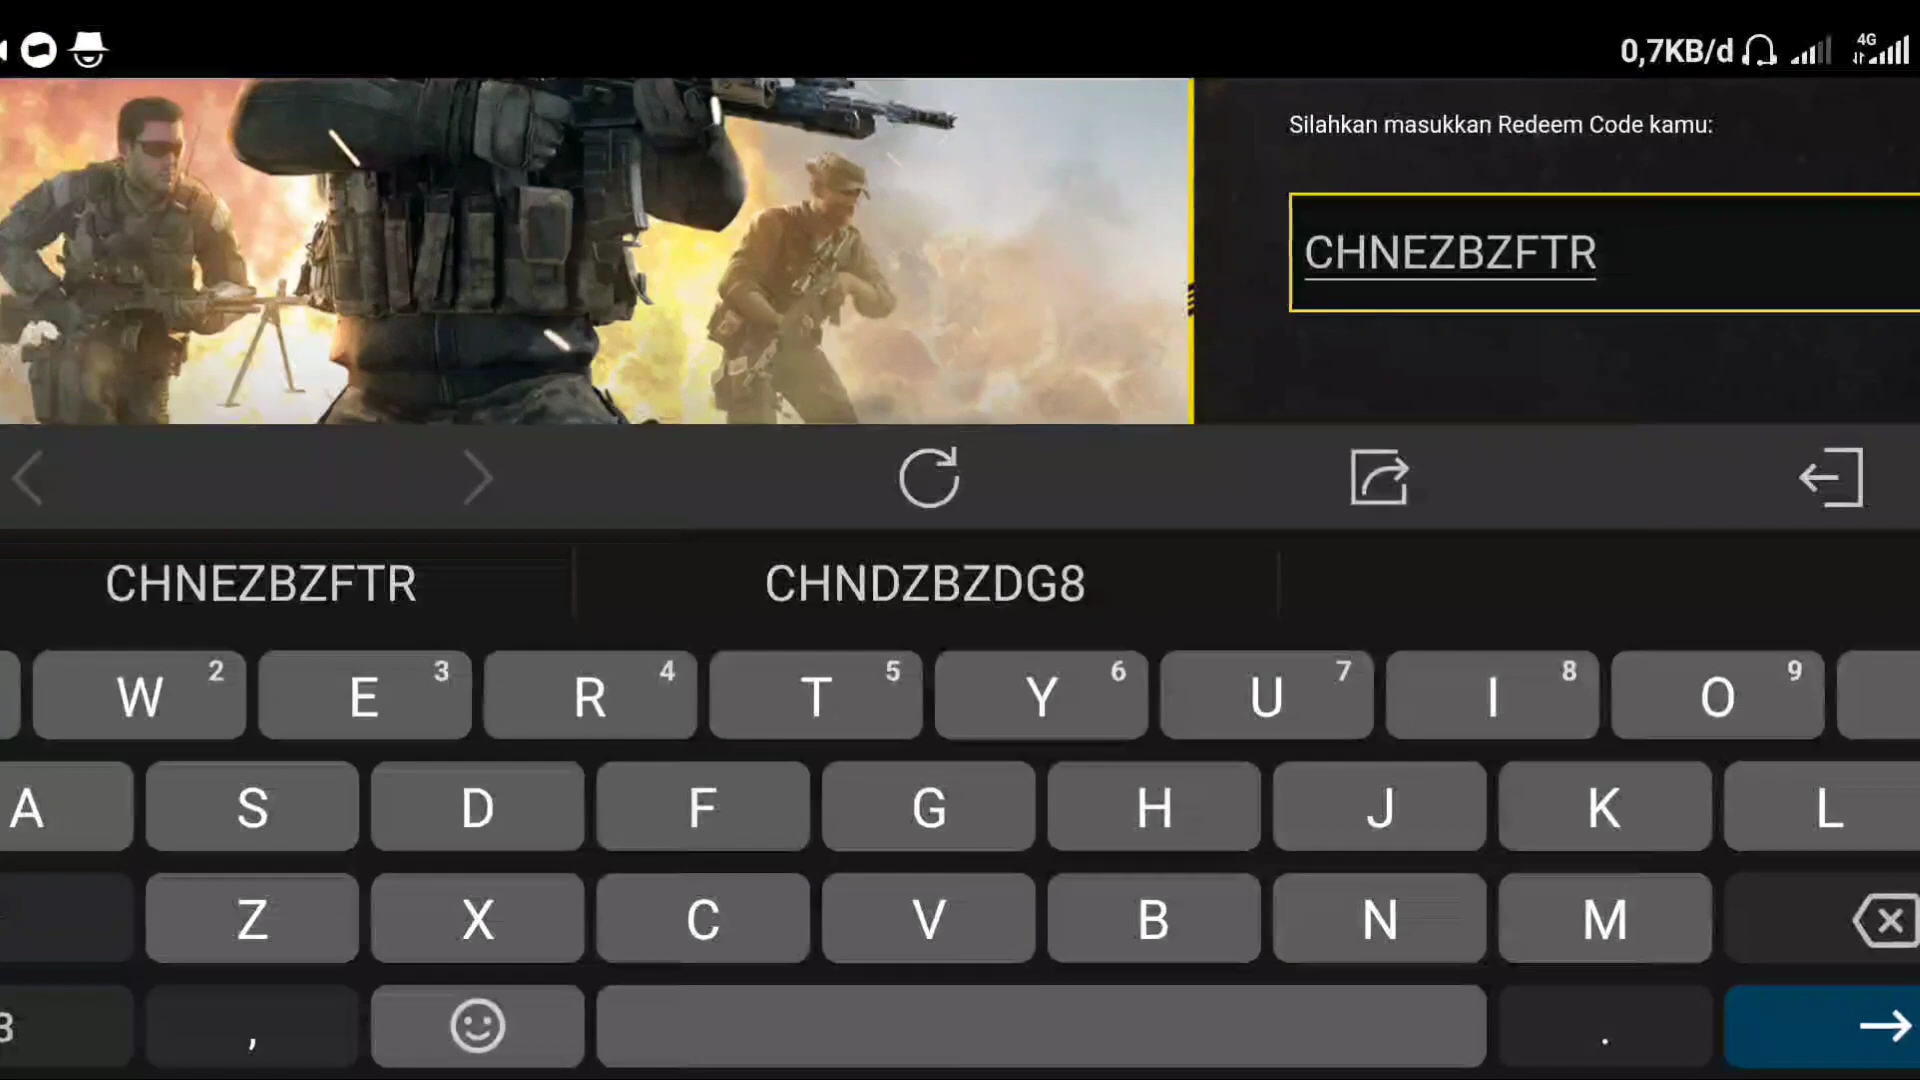 0,7KB/d 4G
Silahkan masukkan Redeem Code kamu:
CHNEZBZFTR
CHNEZBZFTR CHNDZBZDG8
W 2 E 3 R 4 T 5 Y 6 U 7 I 8 O 9
A S D F G H J K L
Z X C V B N M
3 , .